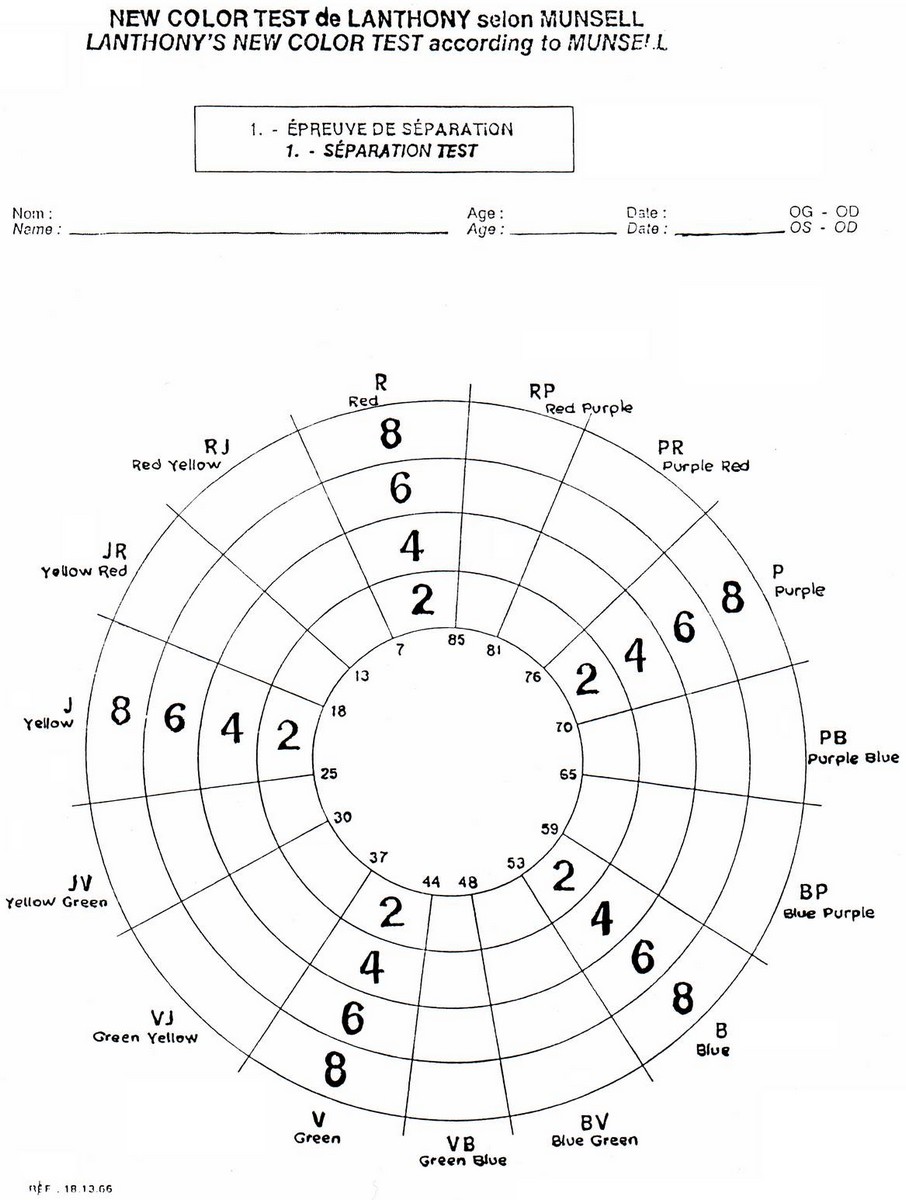 NEW COLOR TEST de LANTHONY selon MUNSELL
LANTHONY'S NEW COLOR TEST according to MUNSELL
1. - ÉPREUVE DE SÉPARATION
1. - SÉPARATION TEST
Nom : Age : Date : OG - OD
Name : Age : Date : OS - OD
R
Red
RP
Red Purple
RJ
Red Yellow
PR
Purple Red
JR
Yellow Red
P
Purple
J
Yellow
PB
Purple Blue
JV
Yellow Green
BP
Blue Purple
VJ
Green Yellow
B
Blue
V
Green
VB
Green Blue
BV
Blue Green
8
6
4
2
2 4 6 8
8 6 4 2
2
4
6
8
2
4
6
8
85
81
76
70
65
59
53
48
44
37
30
25
18
13
7
RÉF . 18.13.66